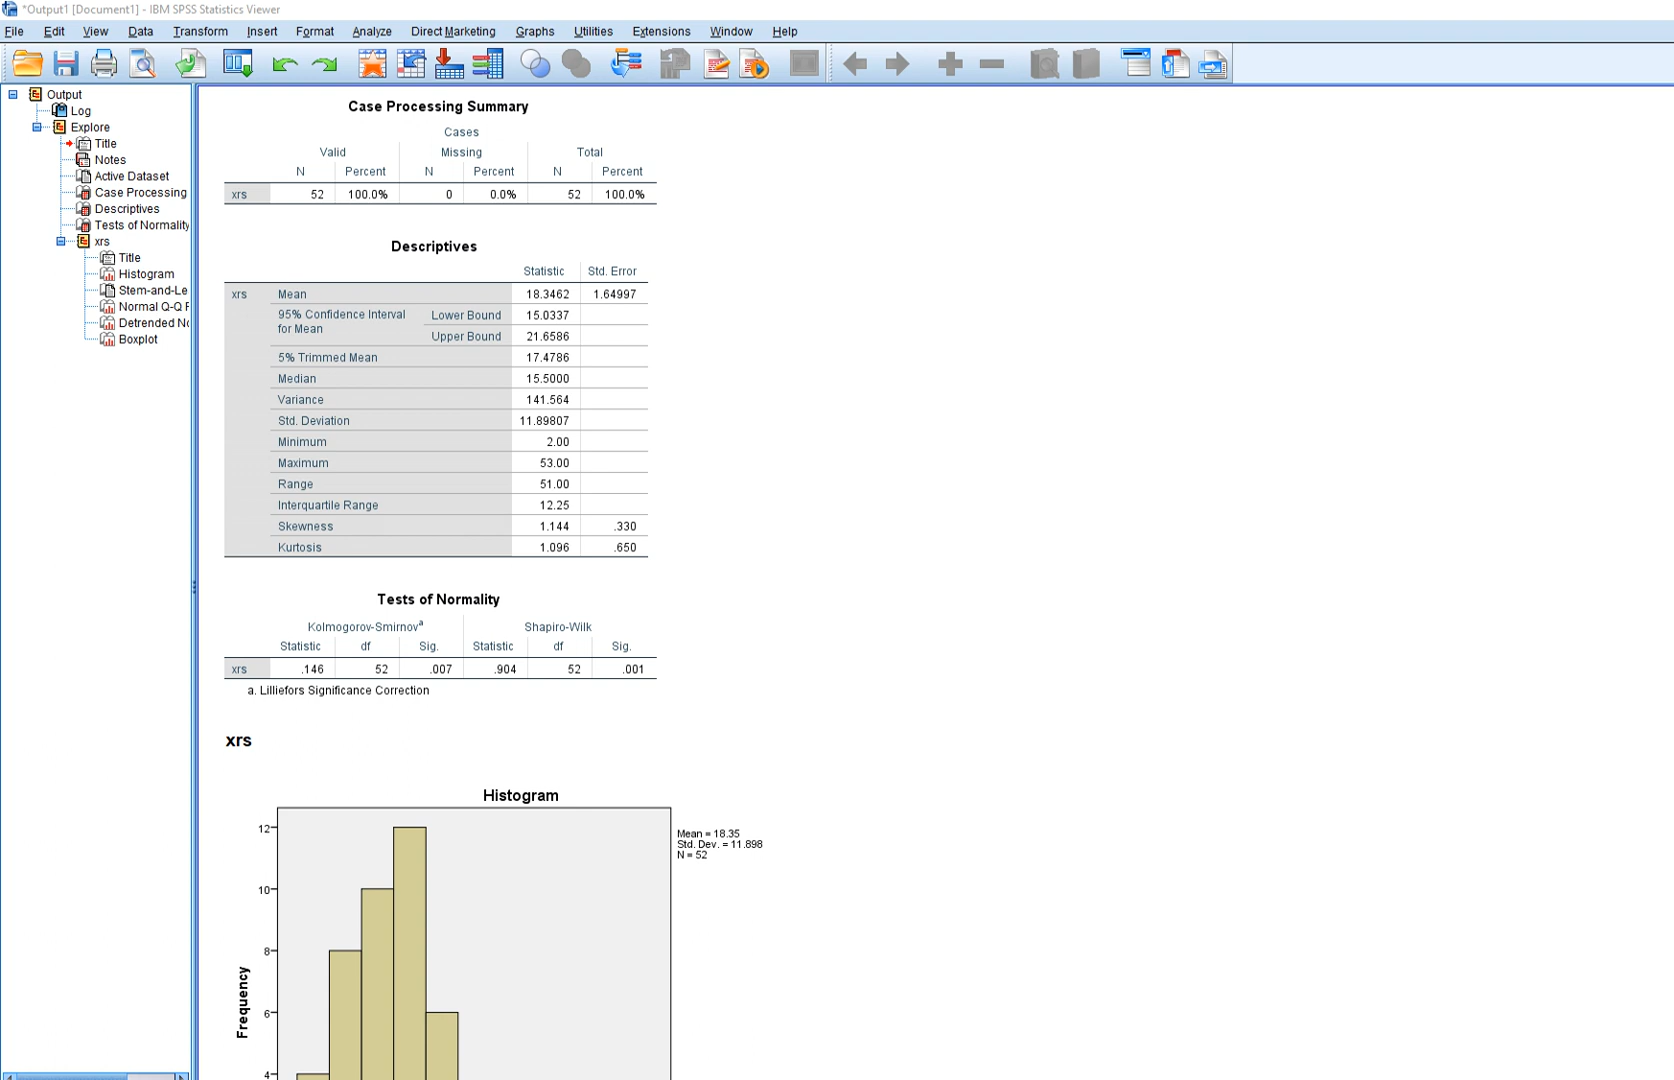 *Output1 [Document1] - IBM SPSS Statistics Viewer
File Edit View Data Transform Insert Format Analyze Direct Marketing Graphs Utilities Extensions Window Help
Output
Log
Explore
Title
Notes
Active Dataset
Case Processing
Descriptives
Tests of Normality
xrs
Title
Histogram
Stem-and-Le
Normal Q-Q
Detrended
Boxplot
Case Processing Summary
Cases
Valid Missing Total
N Percent N Percent N Percent
xrs 52 100.0% 0 0.0% 52 100.0%
Descriptives
Statistic Std. Error
xrs Mean 18.3462 1.64997
95% Confidence Interval for Mean Lower Bound 15.0337
Upper Bound 21.6586
5% Trimmed Mean 17.4786
Median 15.5000
Variance 141.564
Std. Deviation 11.89807
Minimum 2.00
Maximum 53.00
Range 51.00
Interquartile Range 12.25
Skewness 1.144 .330
Kurtosis 1.096 .650
Tests of Normality
Kolmogorov-Smirnov^a Shapiro-Wilk
Statistic df Sig. Statistic df Sig.
xrs .146 52 .007 .904 52 .001
a. Lilliefors Significance Correction
xrs
Histogram
12
10
8
6
4
Frequency
Mean = 18.35
Std. Dev. = 11.898
N = 52